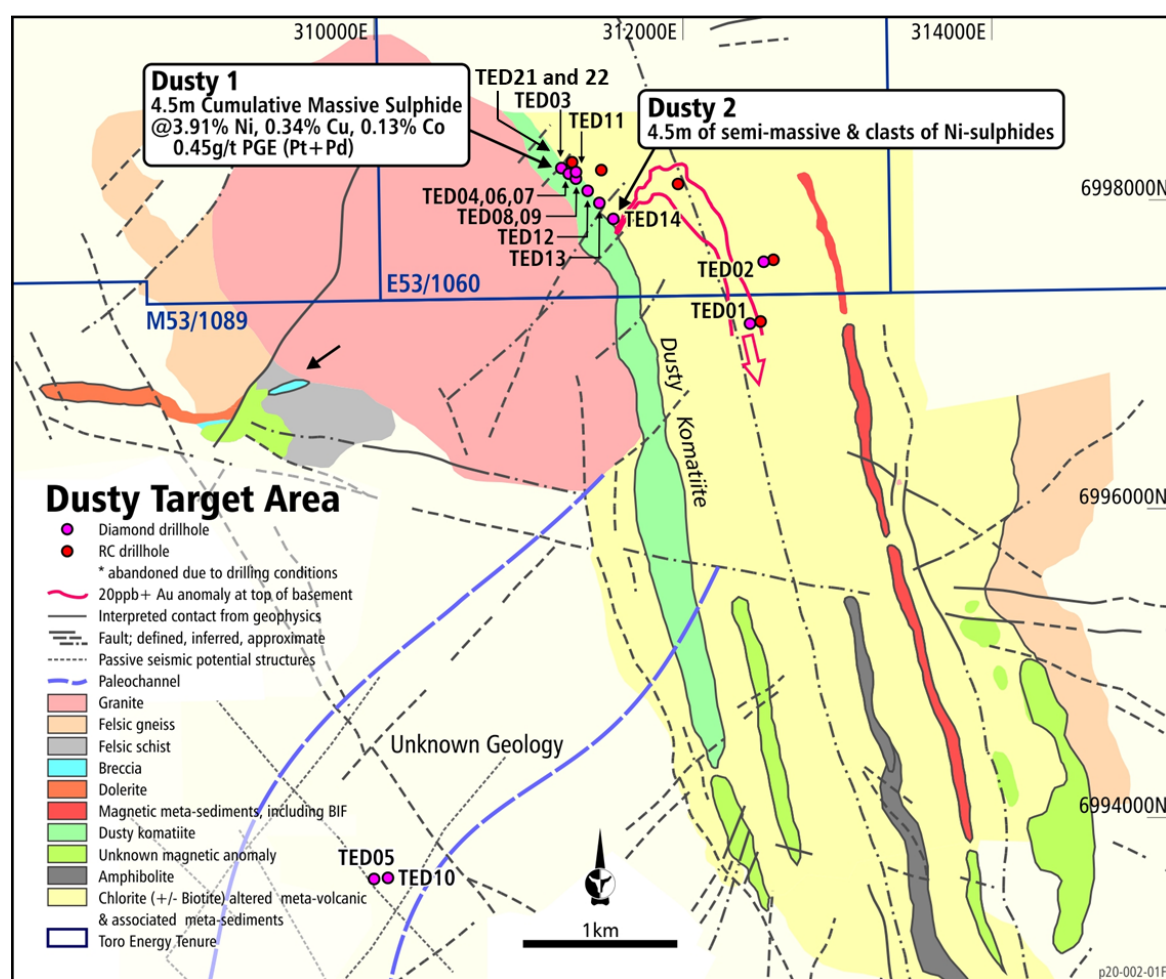 310000E
312000E
314000E
Dusty 1
4.5m Cumulative Massive Sulphide
@3.91% Ni, 0.34% Cu, 0.13% Co
0.45g/t PGE (Pt+Pd)
TED21 and 22
TED03
TED11
Dusty 2
4.5m of semi-massive & clasts of Ni-sulphides
6998000N
TED04,06,07
TED08,09
TED12
TED13
TED14
TED02
TED01
E53/1060
M53/1089
Dusty Komatiite
6996000N
Dusty Target Area
Diamond drillhole
RC drillhole
* abandoned due to drilling conditions
20ppb+ Au anomaly at top of basement
Interpreted contact from geophysics
Fault; defined, inferred, approximate
Passive seismic potential structures
Paleochannel
Granite
Felsic gneiss
Felsic schist
Breccia
Dolerite
Magnetic meta-sediments, including BIF
Dusty komatiite
Unknown magnetic anomaly
Amphibolite
Chlorite (+/- Biotite) altered meta-volcanic
& associated meta-sediments
Toro Energy Tenure
Unknown Geology
6994000N
TED05
TED10
1km
p20-002-01F